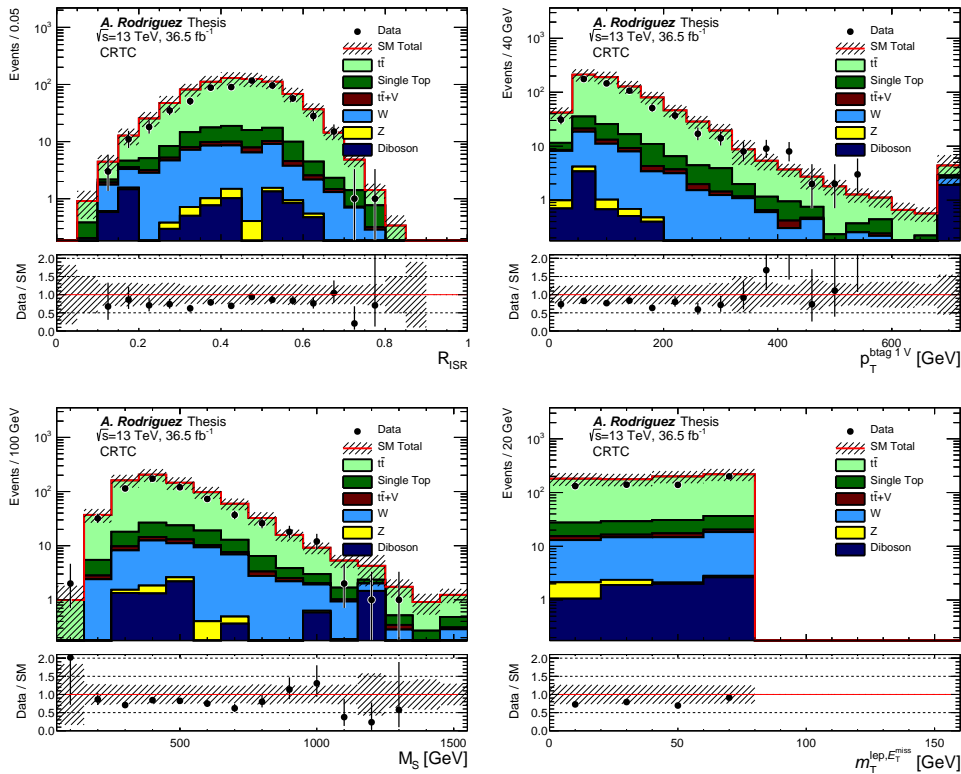 Events / 0.05
10³
10²
10
1
A. Rodriguez Thesis
√s=13 TeV, 36.5 fb⁻¹
CRTC
Data
SM Total
tt̄
Single Top
tt̄+V
W
Z
Diboson
Data / SM
2.0
1.5
1.0
0.5
0.0
0 0.2 0.4 0.6 0.8 1
R_ISR
Events / 40 GeV
10³
10²
10
1
A. Rodriguez Thesis
√s=13 TeV, 36.5 fb⁻¹
CRTC
Data
SM Total
tt̄
Single Top
tt̄+V
W
Z
Diboson
Data / SM
2.0
1.5
1.0
0.5
0.0
0 200 400 600
p_T^btag 1 V [GeV]
Events / 100 GeV
10³
10²
10
1
A. Rodriguez Thesis
√s=13 TeV, 36.5 fb⁻¹
CRTC
Data
SM Total
tt̄
Single Top
tt̄+V
W
Z
Diboson
Data / SM
2.0
1.5
1.0
0.5
0.0
500 1000 1500
M_S [GeV]
Events / 20 GeV
10³
10²
10
1
A. Rodriguez Thesis
√s=13 TeV, 36.5 fb⁻¹
CRTC
Data
SM Total
tt̄
Single Top
tt̄+V
W
Z
Diboson
Data / SM
2.0
1.5
1.0
0.5
0.0
0 50 100 150
m_T^lep,E_T^miss [GeV]